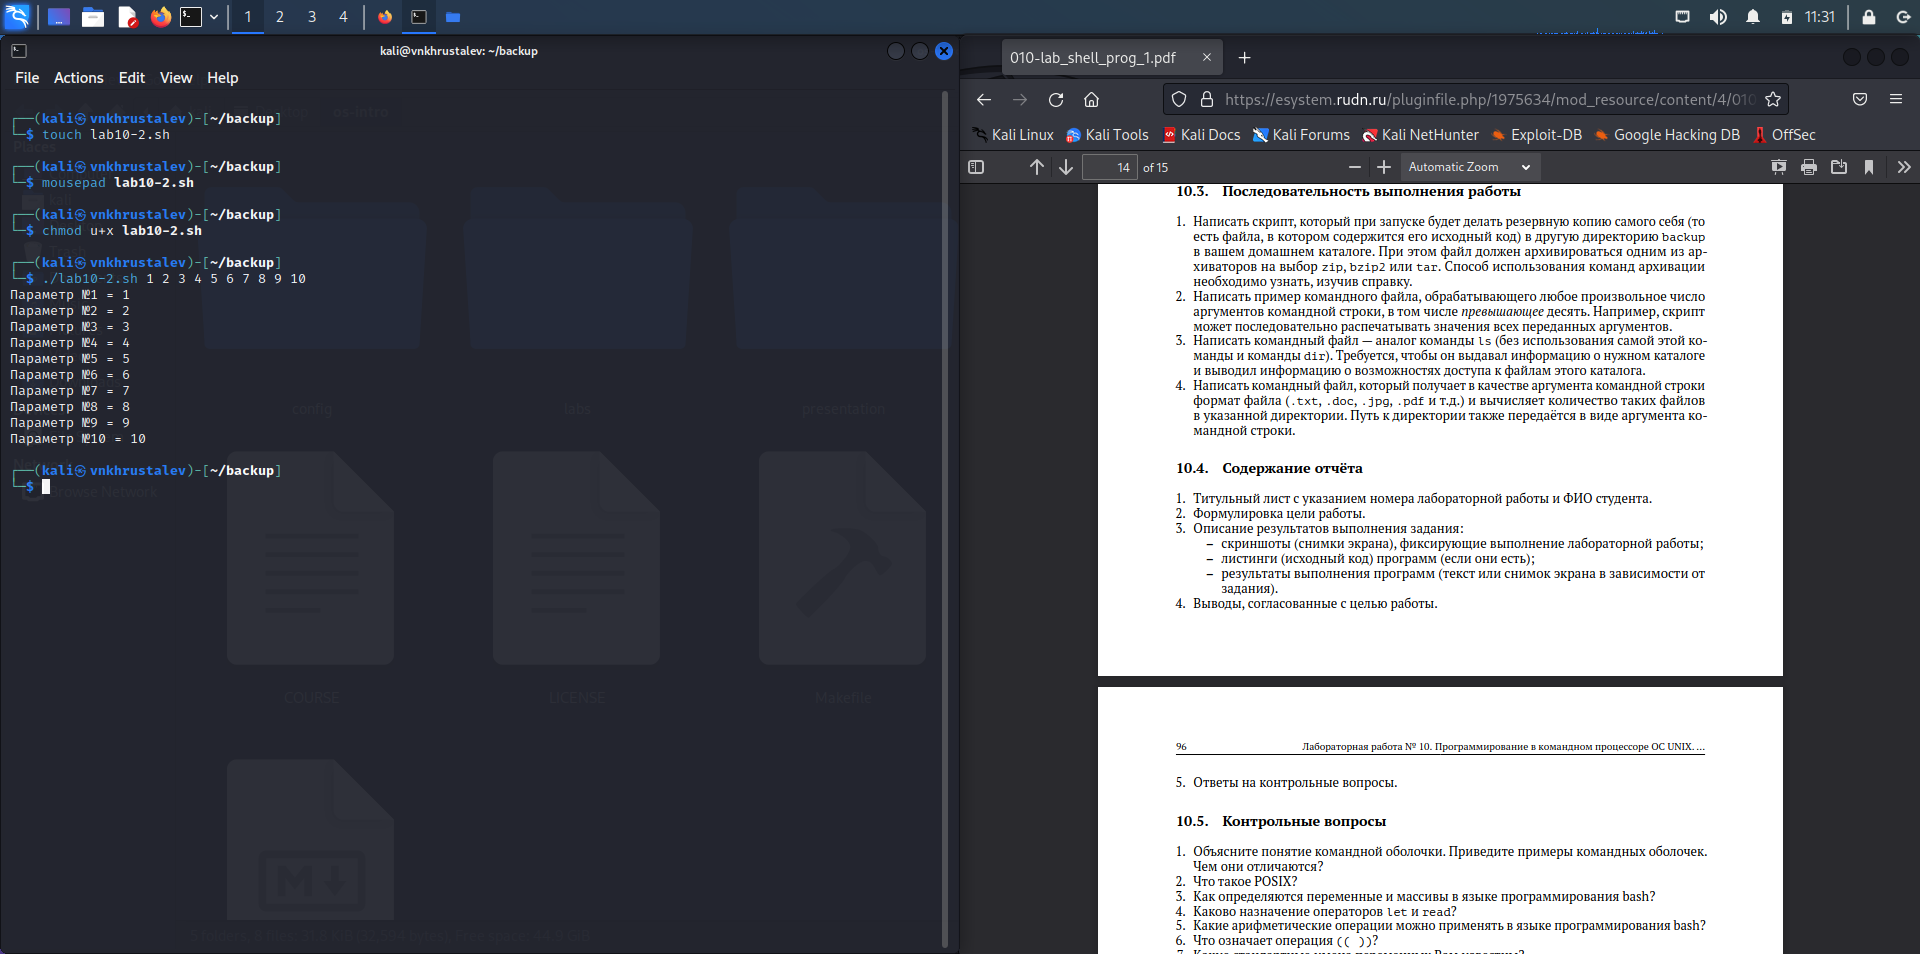 1 2 3 4
11:31
kali@vnkhrustalev: ~/backup
File Actions Edit View Help
┌──(kali㉿vnkhrustalev)-[~/backup]
└─$ touch lab10-2.sh
┌──(kali㉿vnkhrustalev)-[~/backup]
└─$ mousepad lab10-2.sh
┌──(kali㉿vnkhrustalev)-[~/backup]
└─$ chmod u+x lab10-2.sh
┌──(kali㉿vnkhrustalev)-[~/backup]
└─$ ./lab10-2.sh 1 2 3 4 5 6 7 8 9 10
Параметр №1 = 1
Параметр №2 = 2
Параметр №3 = 3
Параметр №4 = 4
Параметр №5 = 5
Параметр №6 = 6
Параметр №7 = 7
Параметр №8 = 8
Параметр №9 = 9
Параметр №10 = 10
┌──(kali㉿vnkhrustalev)-[~/backup]
└─$
Places
config labs presentation
Browse Network
COURSE LICENSE Makefile
010-lab_shell_prog_1.pdf
https://esystem.rudn.ru/pluginfile.php/1975634/mod_resource/content/4/010
Kali Linux Kali Tools Kali Docs Kali Forums Kali NetHunter Exploit-DB Google Hacking DB OffSec
14 of 15 Automatic Zoom
10.3. Последовательность выполнения работы
1. Написать скрипт, который при запуске будет делать резервную копию самого себя (то
есть файла, в котором содержится его исходный код) в другую директорию backup
в вашем домашнем каталоге. При этом файл должен архивироваться одним из ар-
хиваторов на выбор zip, bzip2 или tar. Способ использования команд архивации
необходимо узнать, изучив справку.
2. Написать пример командного файла, обрабатывающего любое произвольное число
аргументов командной строки, в том числе превышающее десять. Например, скрипт
может последовательно распечатывать значения всех переданных аргументов.
3. Написать командный файл — аналог команды ls (без использования самой этой ко-
манды и команды dir). Требуется, чтобы он выдавал информацию о нужном каталоге
и выводил информацию о возможностях доступа к файлам этого каталога.
4. Написать командный файл, который получает в качестве аргумента командной строки
формат файла (.txt, .doc, .jpg, .pdf и т.д.) и вычисляет количество таких файлов
в указанной директории. Путь к директории также передаётся в виде аргумента ко-
мандной строки.
10.4. Содержание отчёта
1. Титульный лист с указанием номера лабораторной работы и ФИО студента.
2. Формулировка цели работы.
3. Описание результатов выполнения задания:
– скриншоты (снимки экрана), фиксирующие выполнение лабораторной работы;
– листинги (исходный код) программ (если они есть);
– результаты выполнения программ (текст или снимок экрана в зависимости от
задания).
4. Выводы, согласованные с целью работы.
96 Лабораторная работа № 10. Программирование в командном процессоре ОС UNIX. ...
5. Ответы на контрольные вопросы.
10.5. Контрольные вопросы
1. Объясните понятие командной оболочки. Приведите примеры командных оболочек.
Чем они отличаются?
2. Что такое POSIX?
3. Как определяются переменные и массивы в языке программирования bash?
4. Каково назначение операторов let и read?
5. Какие арифметические операции можно применять в языке программирования bash?
6. Что означает операция (( ))?